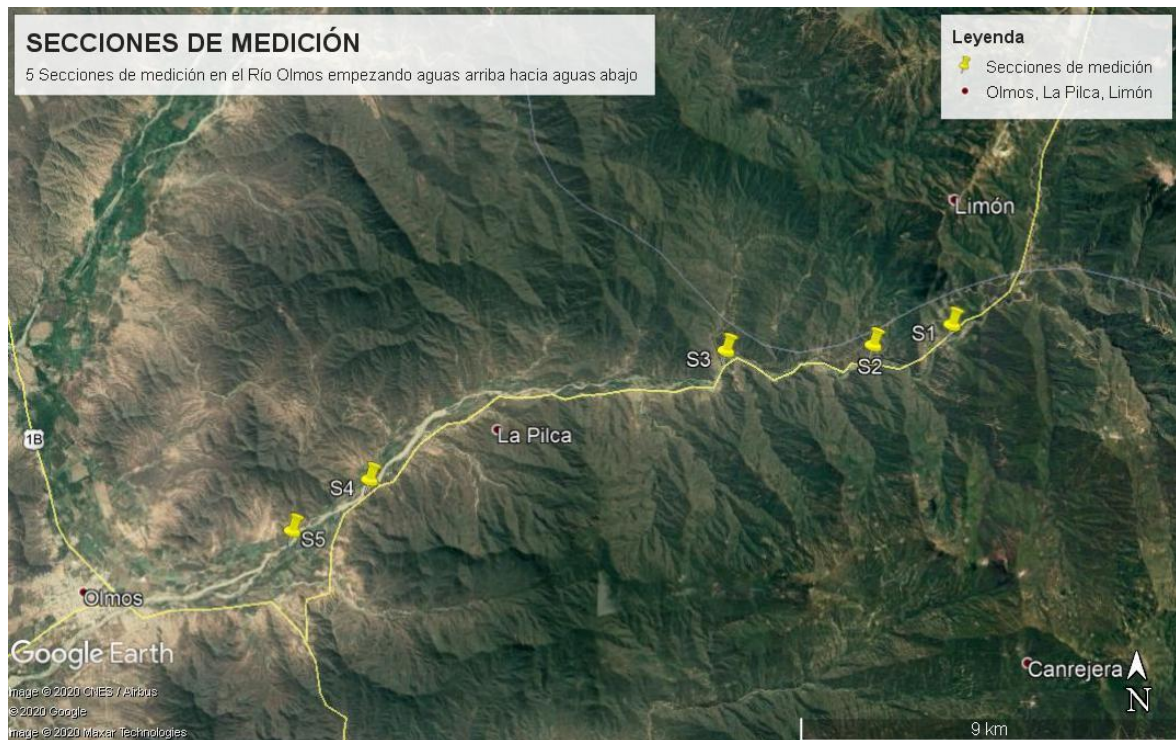 SECCIONES DE MEDICIÓN
5 Secciones de medición en el Río Olmos empezando aguas arriba hacia aguas abajo
Leyenda
Secciones de medición
Olmos, La Pilca, Limón
Limón
S1
S2
S3
La Pilca
1B
S4
S5
Olmos
Google Earth
Canrejera
N
mage © 2020 CNES / Airbus
© 2020 Google
mage © 2020 Maxar Technologies
9 km